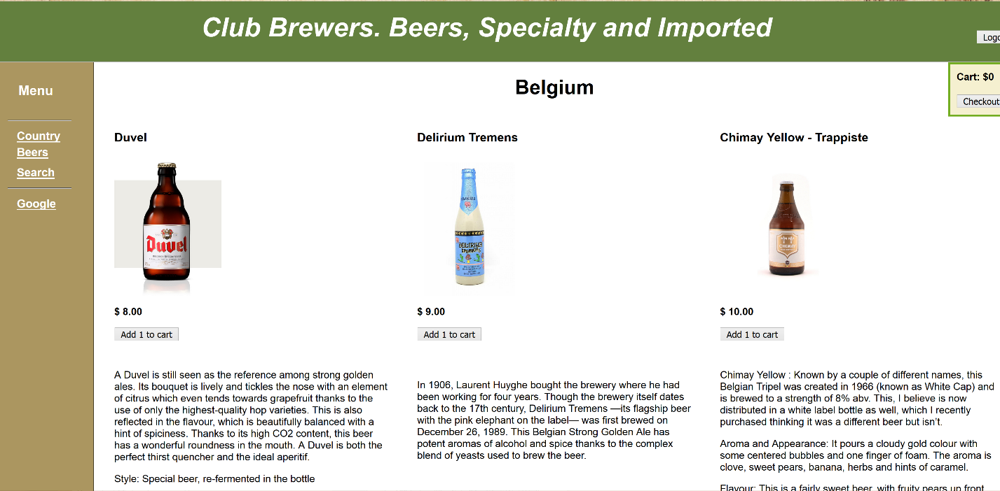 Club Brewers. Beers, Specialty and Imported
Logo
Menu
Country
Beers
Search
Google
Cart: $0
Checkout
Belgium
Duvel
Duvel
$ 8.00
Add 1 to cart
A Duvel is still seen as the reference among strong golden
ales. Its bouquet is lively and tickles the nose with an element
of citrus which even tends towards grapefruit thanks to the
use of only the highest-quality hop varieties. This is also
reflected in the flavour, which is beautifully balanced with a
hint of spiciness. Thanks to its high CO2 content, this beer
has a wonderful roundness in the mouth. A Duvel is both the
perfect thirst quencher and the ideal aperitif.
Style: Special beer, re-fermented in the bottle
Delirium Tremens
DELIRIUM
TREMENS
$ 9.00
Add 1 to cart
In 1906, Laurent Huyghe bought the brewery where he had
been working for four years. Though the brewery itself dates
back to the 17th century, Delirium Tremens —its flagship beer
with the pink elephant on the label— was first brewed on
December 26, 1989. This Belgian Strong Golden Ale has
potent aromas of alcohol and spice thanks to the complex
blend of yeasts used to brew the beer.
Chimay Yellow - Trappiste
CHIMAY
$ 10.00
Add 1 to cart
Chimay Yellow : Known by a couple of different names, this
Belgian Tripel was created in 1966 (known as White Cap) and
is brewed to a strength of 8% abv. This, I believe is now
distributed in a white label bottle as well, which I recently
purchased thinking it was a different beer but isn't.
Aroma and Appearance: It pours a cloudy gold colour with
some centered bubbles and one finger of foam. The aroma is
clove, sweet pears, banana, herbs and hints of caramel.
Flavour: This is a fairly sweet beer, with fruity pears up front